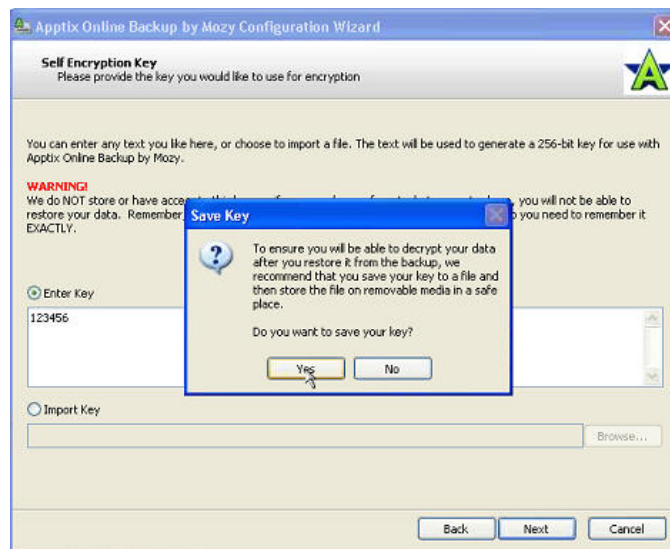 Apptix Online Backup by Mozy Configuration Wizard
Self Encryption Key
Please provide the key you would like to use for encryption
You can enter any text you like here, or choose to import a file. The text will be used to generate a 256-bit key for use with
Apptix Online Backup by Mozy.
WARNING!
We do NOT store or have access you will not be able to
restore your data. Remember you need to remember it
EXACTLY.
Save Key
To ensure you will be able to decrypt your data
after you restore it from the backup, we
recommend that you save your key to a file and
then store the file on removable media in a safe
place.
Do you want to save your key?
Yes No
Enter Key
123456
Import Key
Browse...
Back Next Cancel